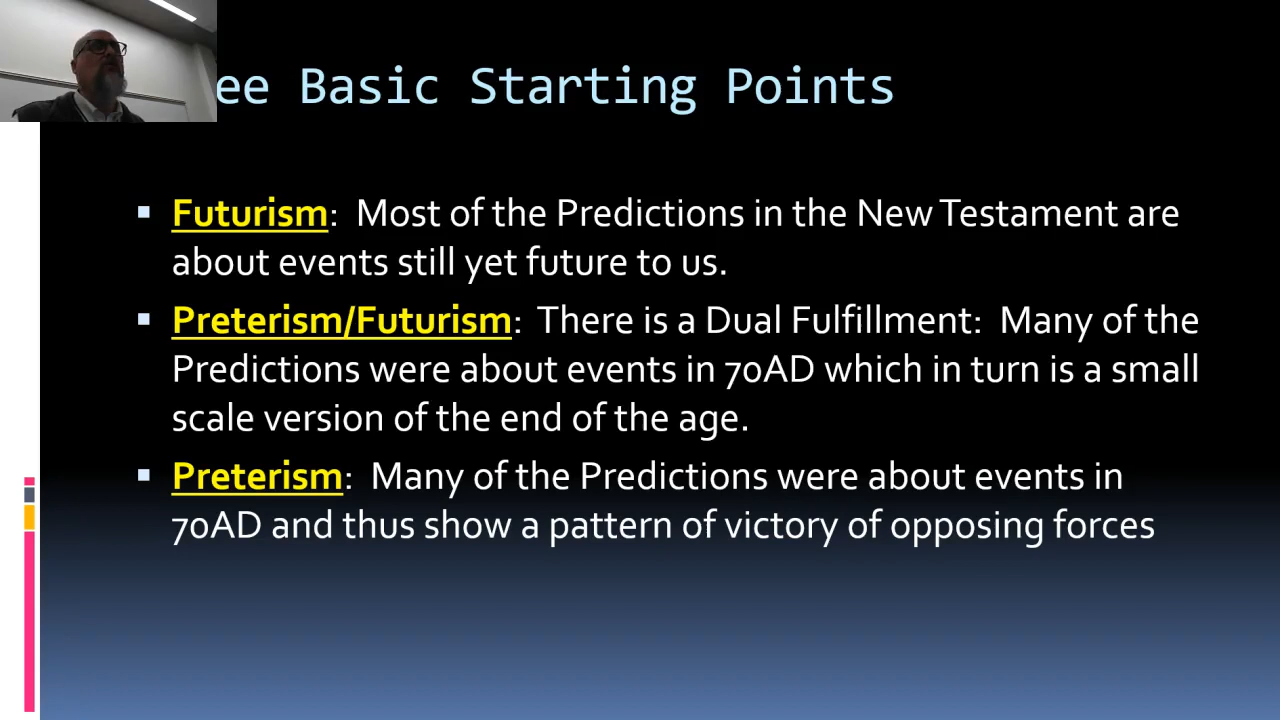 ee Basic Starting Points
Futurism: Most of the Predictions in the New Testament are
about events still yet future to us.
Preterism/Futurism: There is a Dual Fulfillment: Many of the
Predictions were about events in 70AD which in turn is a small
scale version of the end of the age.
Preterism: Many of the Predictions were about events in
70AD and thus show a pattern of victory of opposing forces